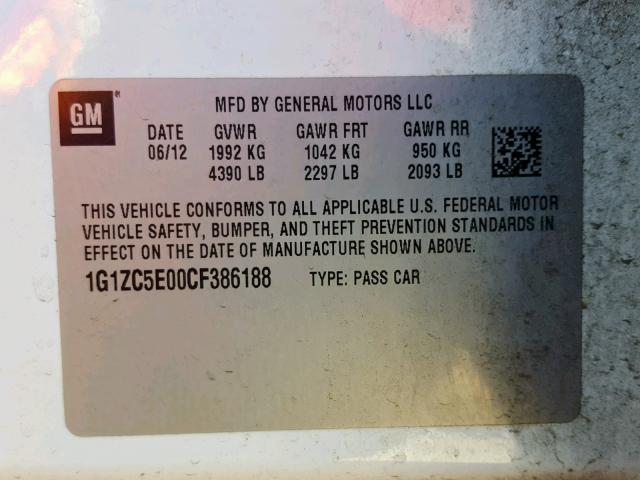 GM®
MFD BY GENERAL MOTORS LLC
DATE GVWR GAWR FRT GAWR RR
06/12 1992 KG 1042 KG 950 KG
4390 LB 2297 LB 2093 LB
THIS VEHICLE CONFORMS TO ALL APPLICABLE U.S. FEDERAL MOTOR
VEHICLE SAFETY, BUMPER, AND THEFT PREVENTION STANDARDS IN
EFFECT ON THE DATE OF MANUFACTURE SHOWN ABOVE.
1G1ZC5E00CF386188 TYPE: PASS CAR